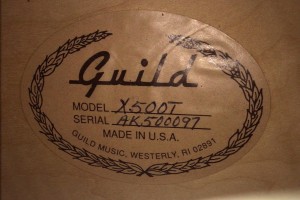 Guild
MODEL X500T
SERIAL AK500097
MADE IN U.S.A.
GUILD MUSIC, WESTERLY, RI 02891